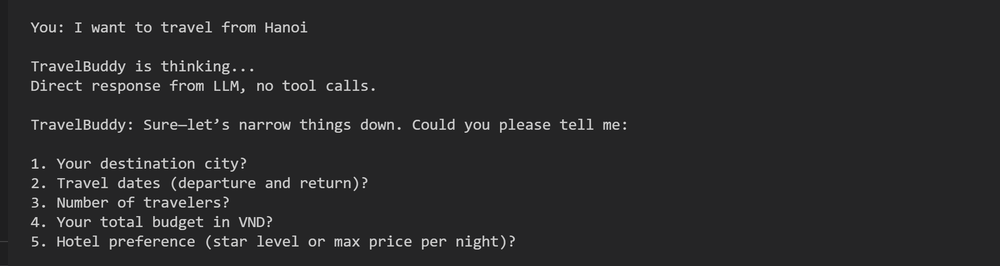 You: I want to travel from Hanoi
TravelBuddy is thinking...
Direct response from LLM, no tool calls.
TravelBuddy: Sure—let’s narrow things down. Could you please tell me:
1. Your destination city?
2. Travel dates (departure and return)?
3. Number of travelers?
4. Your total budget in VND?
5. Hotel preference (star level or max price per night)?